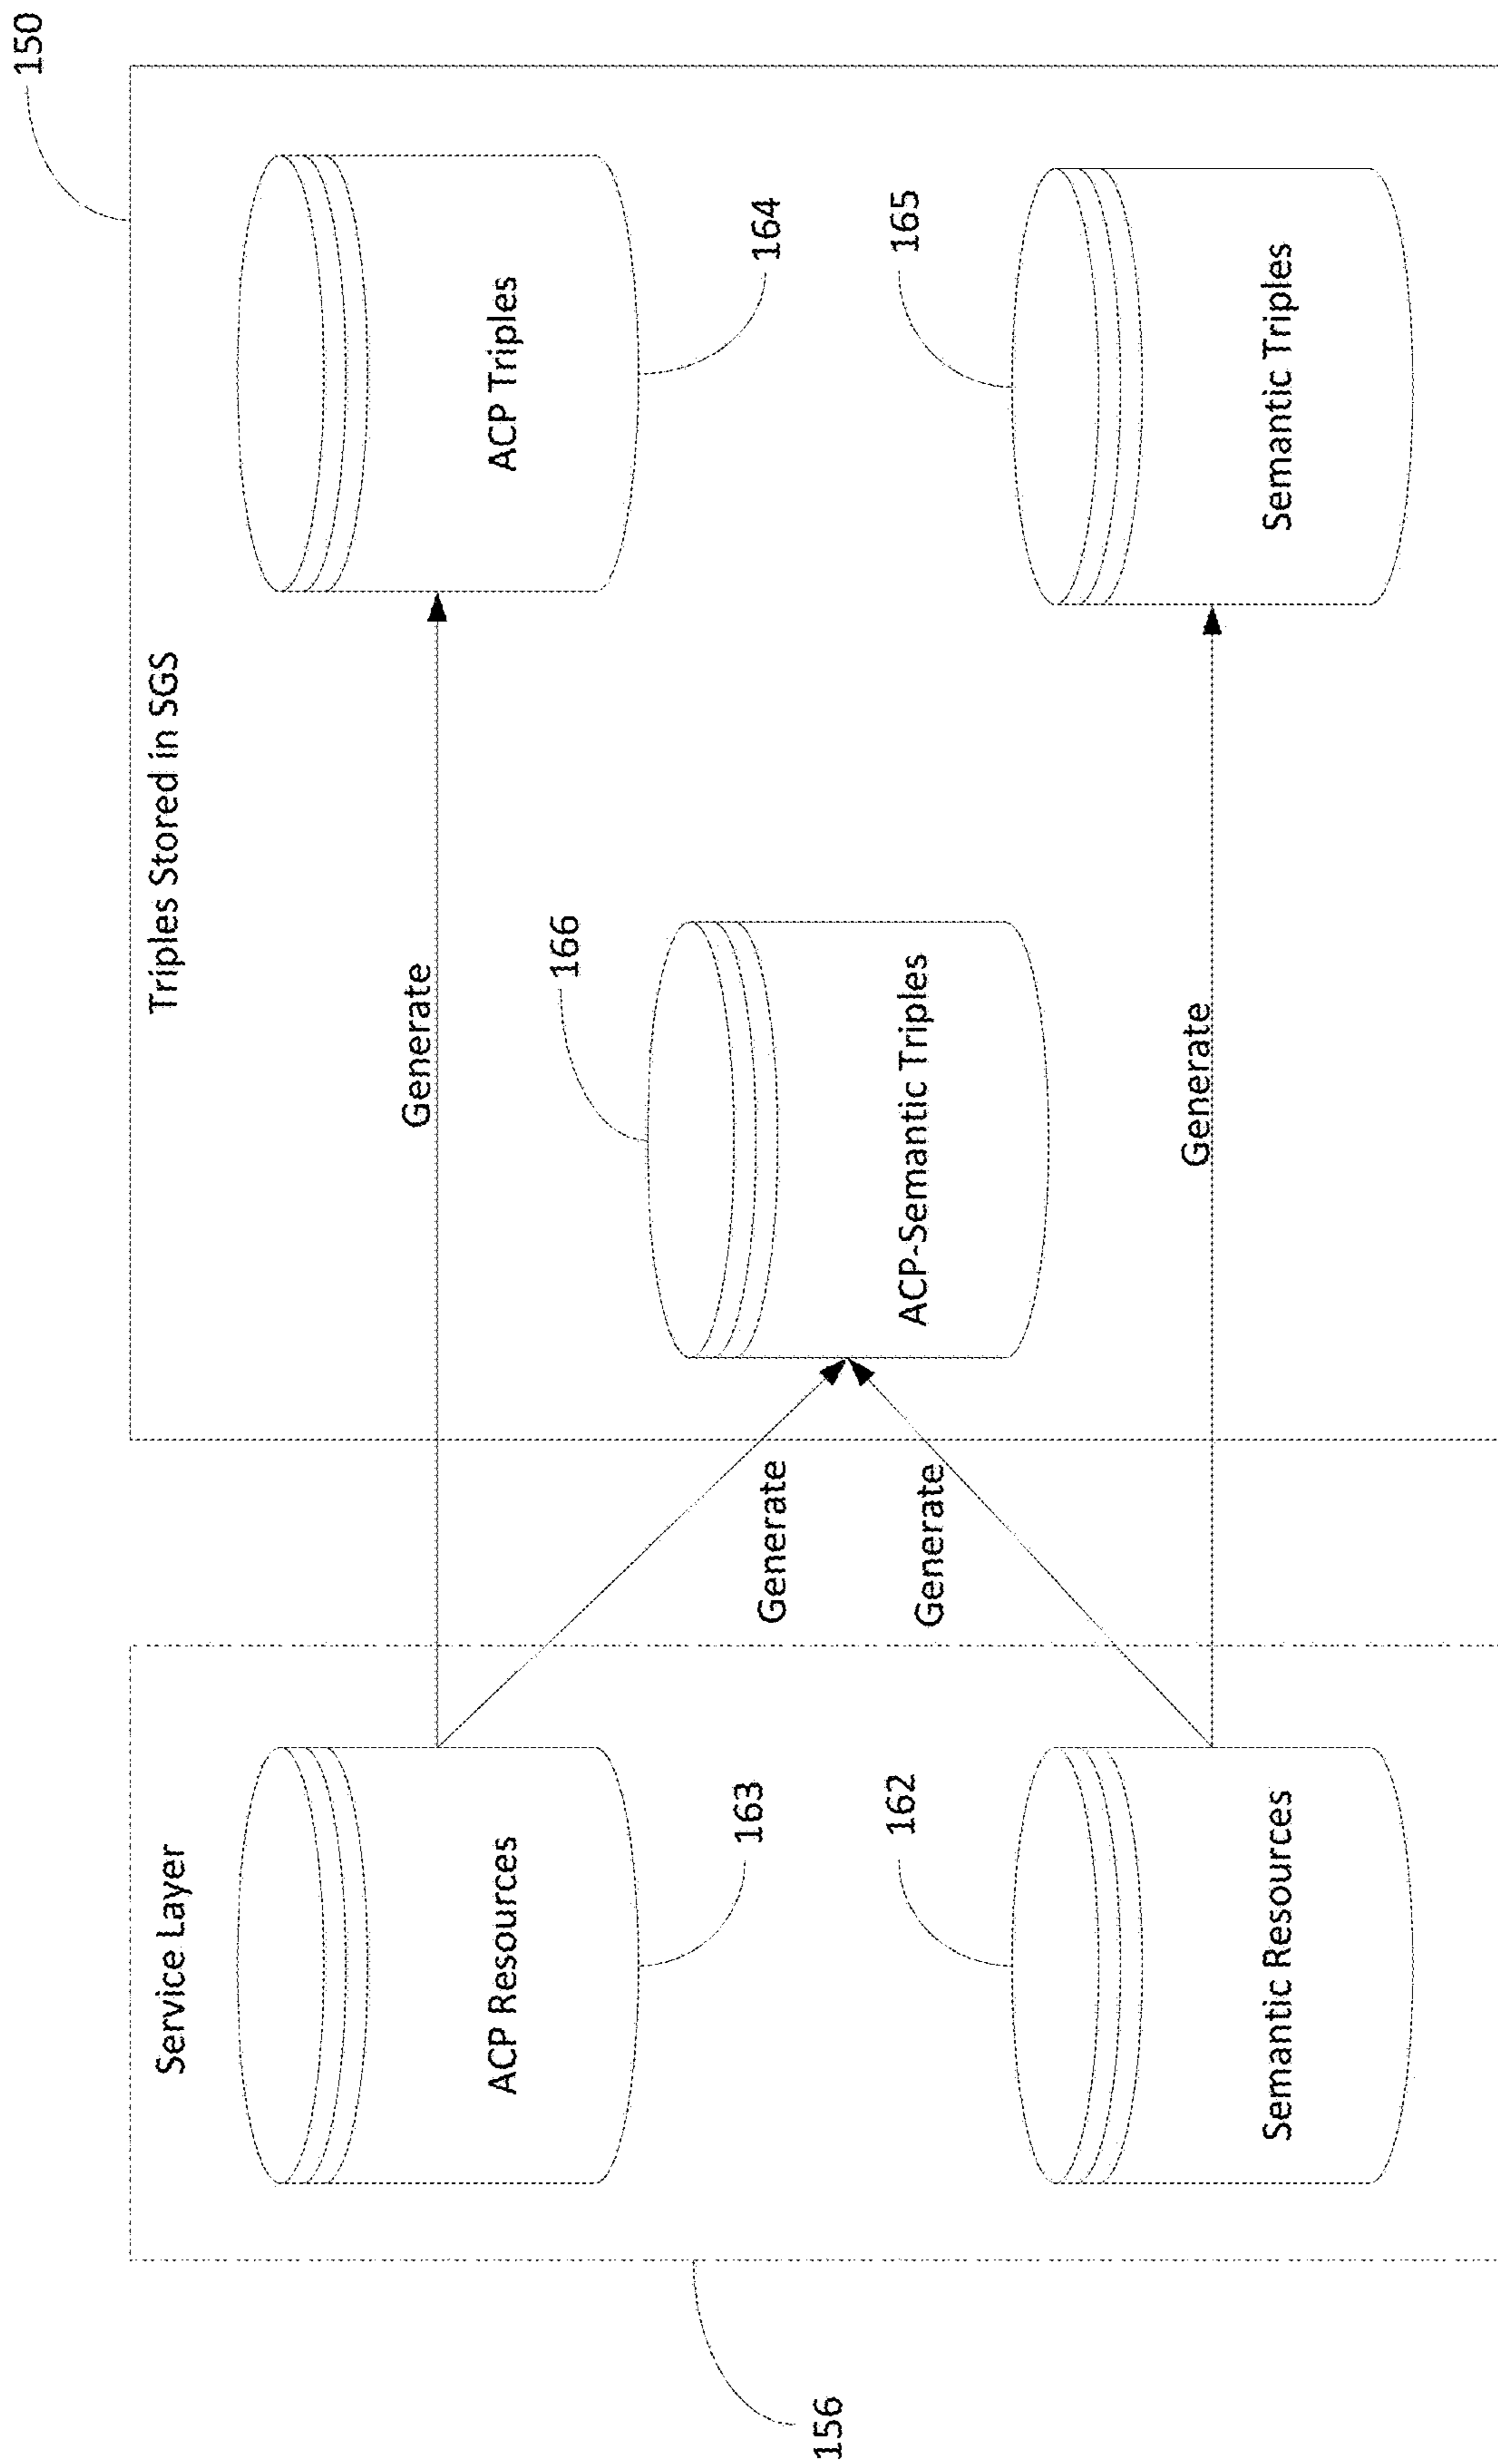 150
Service Layer
Triples Stored in SGS
ACP Resources
Generate
ACP Triples
163
164
Generate
166
ACP-Semantic Triples
Generate
162
165
Semantic Resources
Generate
Semantic Triples
156